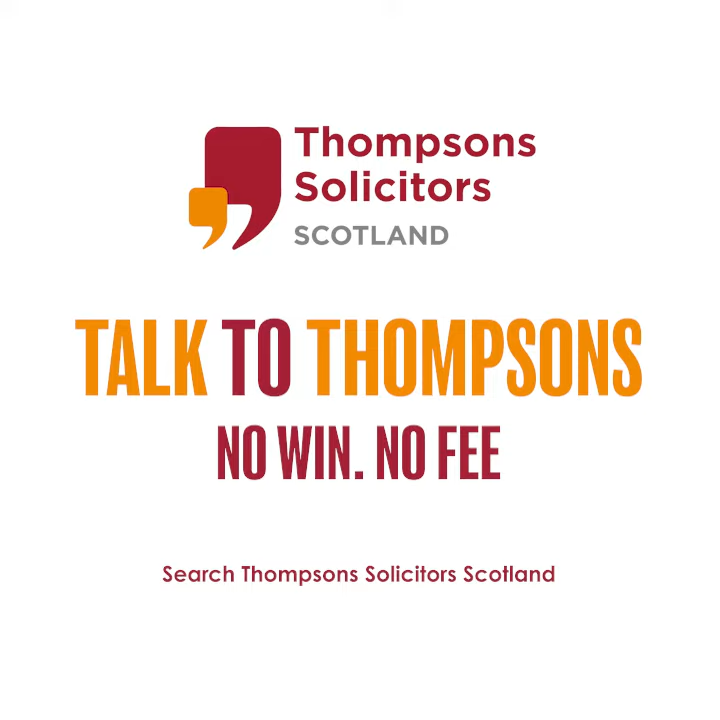 Thompsons
Solicitors
SCOTLAND
TALK TO THOMPSONS
NO WIN. NO FEE
Search Thompsons Solicitors Scotland